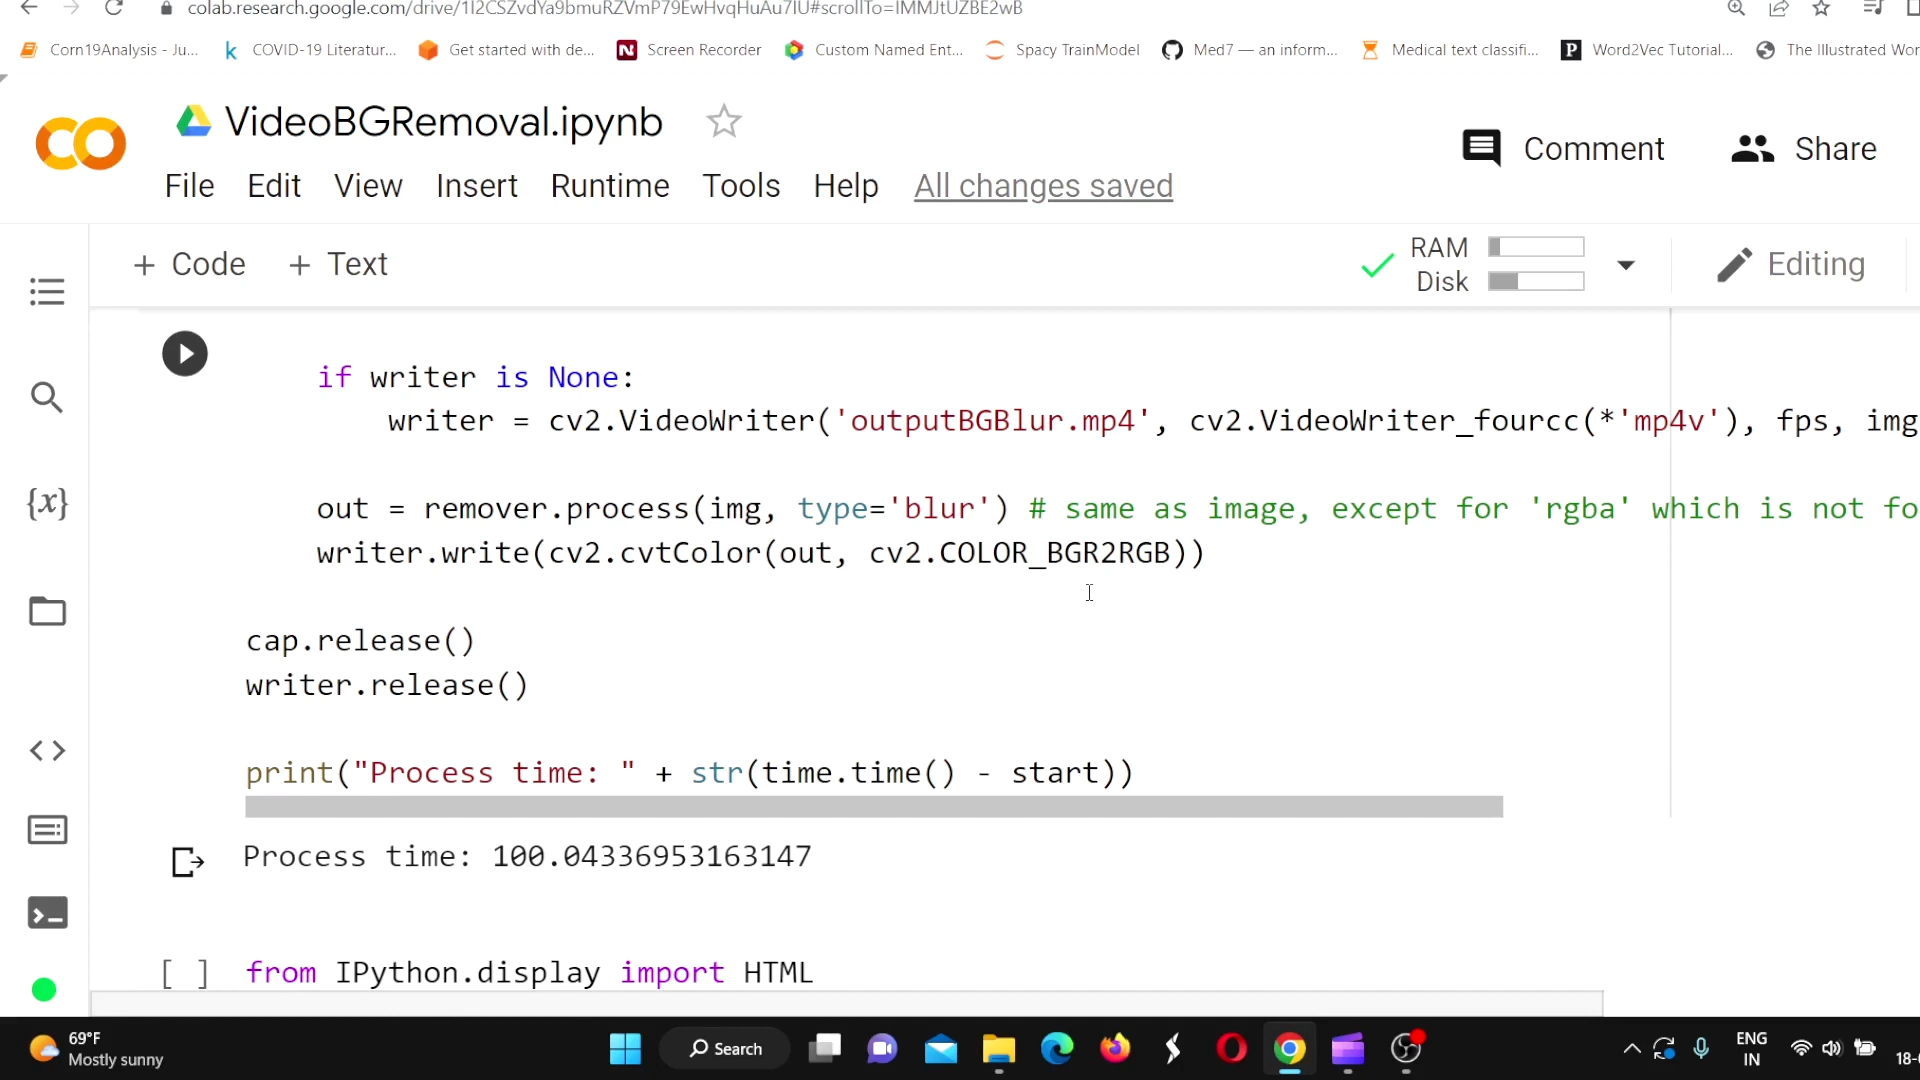 colab.research.google.com/drive/1I2CSZvdYa9bmuRZVmP79EwHvqHuAu7IU#scrollTo=IMMJtUZBE2wB
Corn19Analysis - Ju... COVID-19 Literatur... Get started with de... Screen Recorder Custom Named Ent... Spacy TrainModel Med7 — an inform... Medical text classifi... Word2Vec Tutorial... The Illustrated Wor
VideoBGRemoval.ipynb
Comment Share
File Edit View Insert Runtime Tools Help All changes saved
+ Code + Text
RAM
Disk
Editing
if writer is None:
writer = cv2.VideoWriter('outputBGBlur.mp4', cv2.VideoWriter_fourcc(*'mp4v'), fps, img
out = remover.process(img, type='blur') # same as image, except for 'rgba' which is not fo
writer.write(cv2.cvtColor(out, cv2.COLOR_BGR2RGB))
cap.release()
writer.release()
print("Process time: " + str(time.time() - start))
Process time: 100.04336953163147
[ ] from IPython.display import HTML
69°F
Mostly sunny
Search
ENG
IN
18-